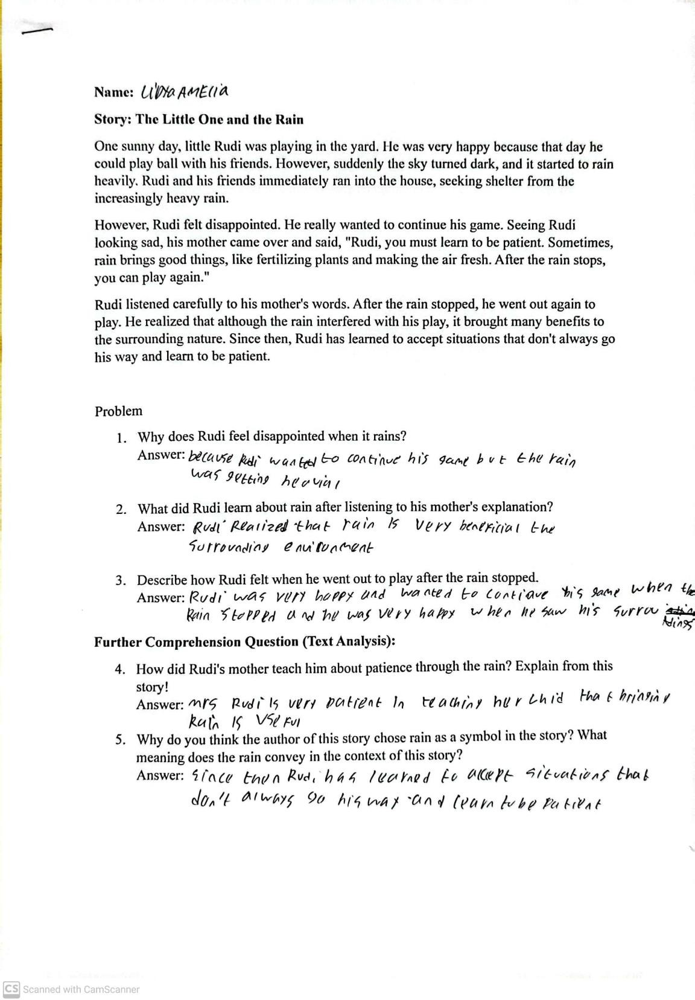 Name: LIDYA AMELIA
Story: The Little One and the Rain
One sunny day, little Rudi was playing in the yard. He was very happy because that day he
could play ball with his friends. However, suddenly the sky turned dark, and it started to rain
heavily. Rudi and his friends immediately ran into the house, seeking shelter from the
increasingly heavy rain.
However, Rudi felt disappointed. He really wanted to continue his game. Seeing Rudi
looking sad, his mother came over and said, "Rudi, you must learn to be patient. Sometimes,
rain brings good things, like fertilizing plants and making the air fresh. After the rain stops,
you can play again."
Rudi listened carefully to his mother's words. After the rain stopped, he went out again to
play. He realized that although the rain interfered with his play, it brought many benefits to
the surrounding nature. Since then, Rudi has learned to accept situations that don't always go
his way and learn to be patient.
Problem
1. Why does Rudi feel disappointed when it rains?
Answer: because Rudi wanted to continue his game but the rain
was getting
2. What did Rudi learn about rain after listening to his mother's explanation?
Answer: Rudi Realized that rain is very beneficial the
surrounding environment
3. Describe how Rudi felt when he went out to play after the rain stopped.
Answer: Rudi was very happy and wanted to continue his game when the
Rain stopped and he was very happy when he saw his surrou
ndings
Further Comprehension Question (Text Analysis):
4. How did Rudi's mother teach him about patience through the rain? Explain from this
story!
Answer: mrs Rudi is very patient in teaching her chid that bringing
Rain is useful
5. Why do you think the author of this story chose rain as a symbol in the story? What
meaning does the rain convey in the context of this story?
Answer: since then Rudi has learned to accept situations that
don't always go his way and learn to be patient
CS Scanned with CamScanner